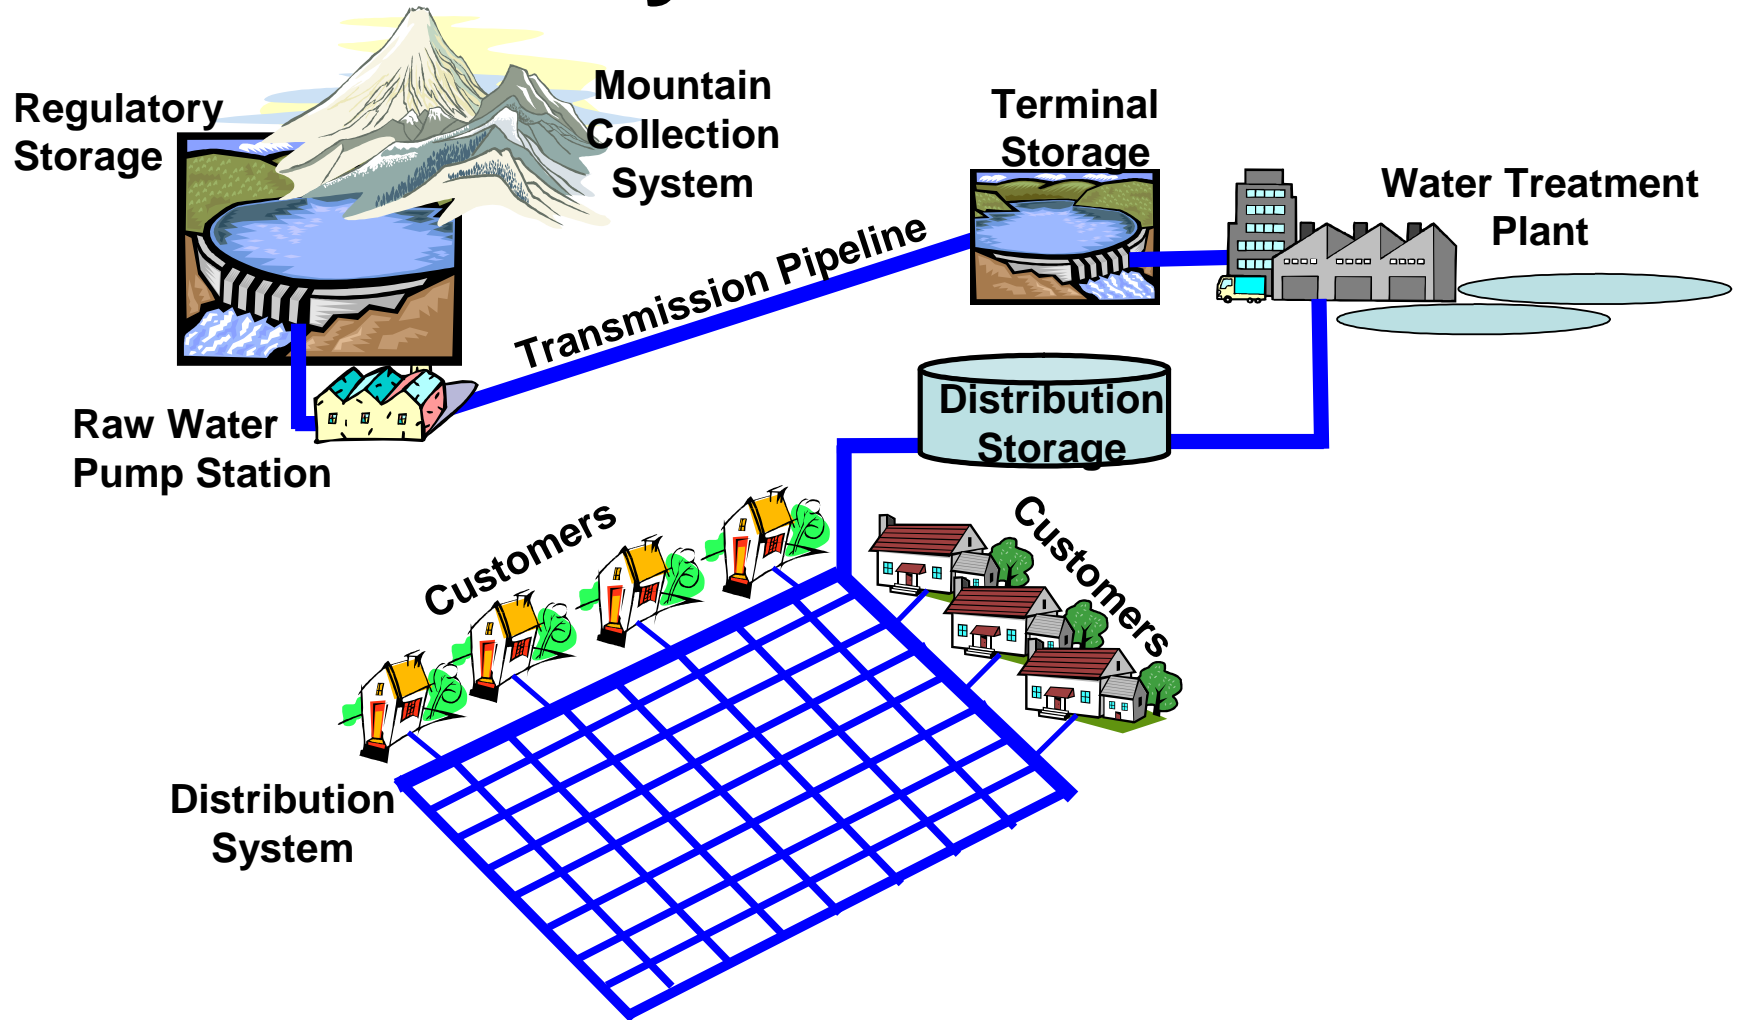 Regulatory
Storage
Mountain
Collection
System
Terminal
Storage
Water Treatment
Plant
Transmission Pipeline
Raw Water
Pump Station
Distribution
Storage
Customers
Customers
Distribution
System